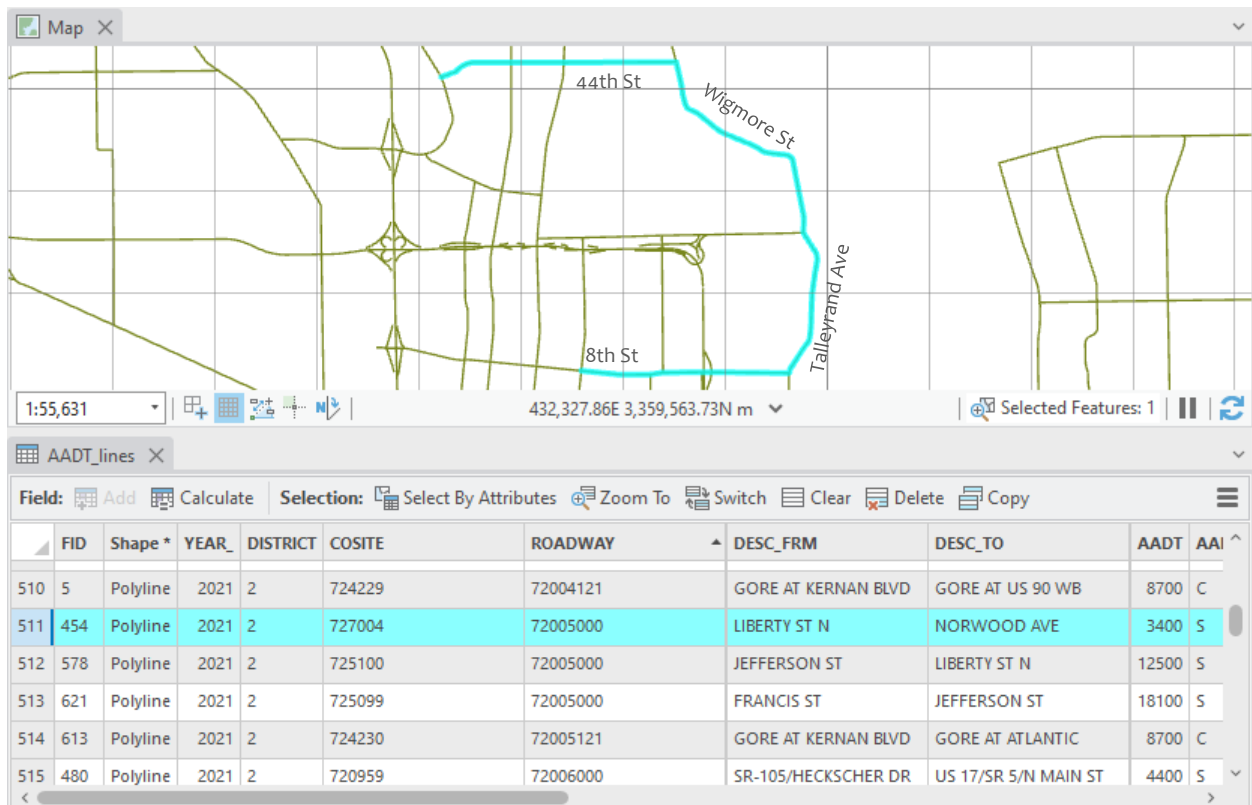 Map
44th St
Wigmore St
Talleyrand Ave
8th St
1:55,631
432,327.86E 3,359,563.73N m
Selected Features: 1
AADT_lines
Field: Add Calculate Selection: Select By Attributes Zoom To Switch Clear Delete Copy
FID Shape * YEAR_ DISTRICT COSITE ROADWAY DESC_FRM DESC_TO AADT AAI
510 5 Polyline 2021 2 724229 72004121 GORE AT KERNAN BLVD GORE AT US 90 WB 8700 C
511 454 Polyline 2021 2 727004 72005000 LIBERTY ST N NORWOOD AVE 3400 S
512 578 Polyline 2021 2 725100 72005000 JEFFERSON ST LIBERTY ST N 12500 S
513 621 Polyline 2021 2 725099 72005000 FRANCIS ST JEFFERSON ST 18100 S
514 613 Polyline 2021 2 724230 72005121 GORE AT KERNAN BLVD GORE AT ATLANTIC 8700 C
515 480 Polyline 2021 2 720959 72006000 SR-105/HECKSCHER DR US 17/SR 5/N MAIN ST 4400 S